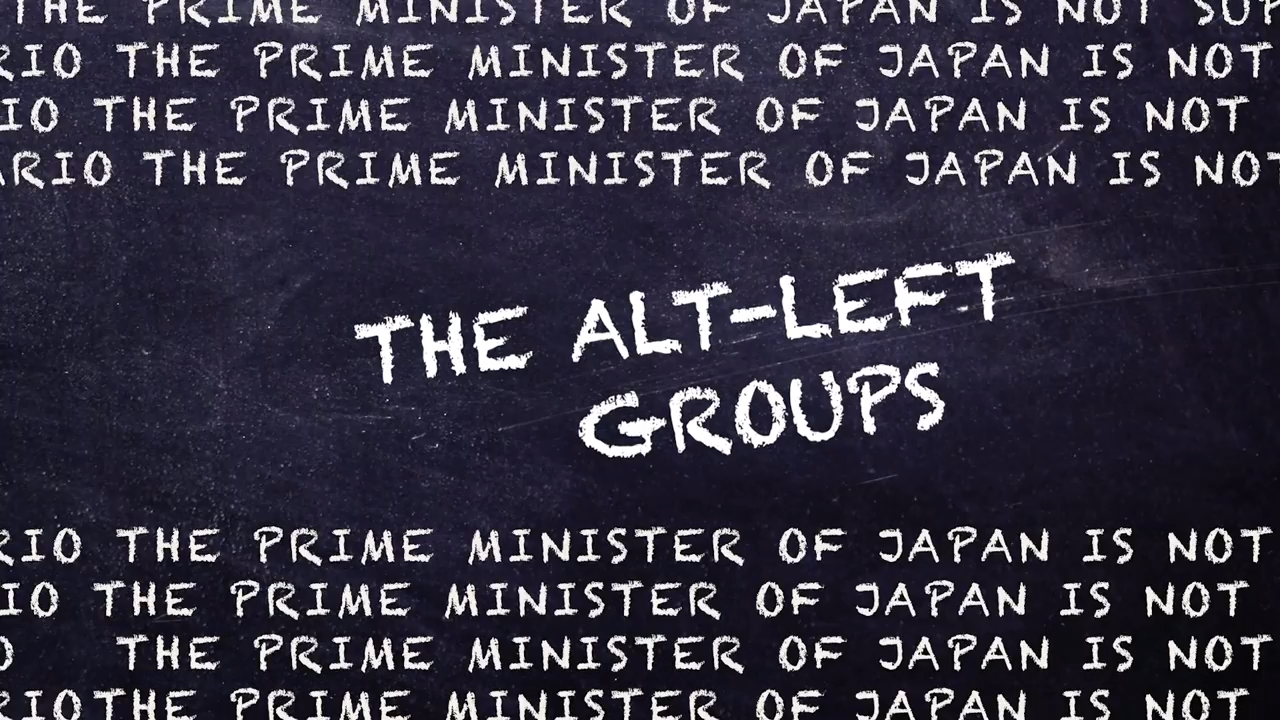 THE PRIME MINISTER OF JAPAN IS NOT SUP
RIO THE PRIME MINISTER OF JAPAN IS NOT
IO THE PRIME MINISTER OF JAPAN IS NOT
ARIO THE PRIME MINISTER OF JAPAN IS NOT
THE ALT-LEFT
GROUPS
RIO THE PRIME MINISTER OF JAPAN IS NOT
IO THE PRIME MINISTER OF JAPAN IS NOT
O THE PRIME MINISTER OF JAPAN IS NOT
RIO THE PRIME MINISTER OF JAPAN IS NOT